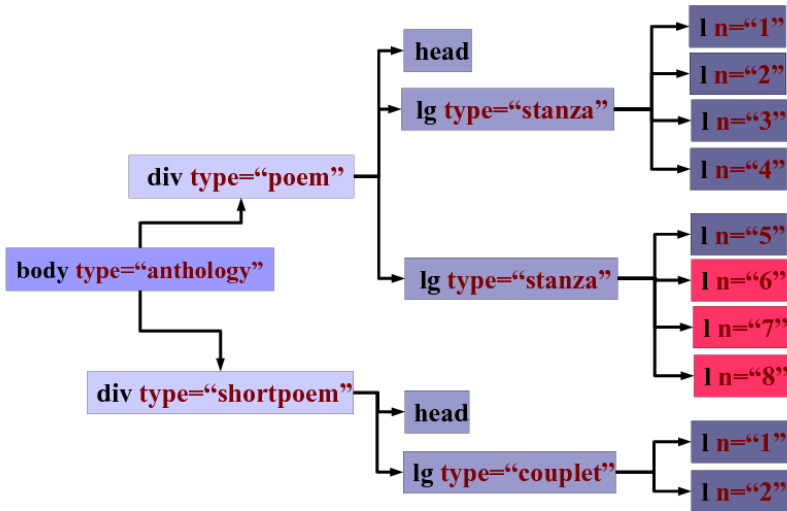 body type=“anthology”
div type=“poem”
head
lg type=“stanza”
l n=“1”
l n=“2”
l n=“3”
l n=“4”
lg type=“stanza”
l n=“5”
l n=“6”
l n=“7”
l n=“8”
div type=“shortpoem”
head
lg type=“couplet”
l n=“1”
l n=“2”